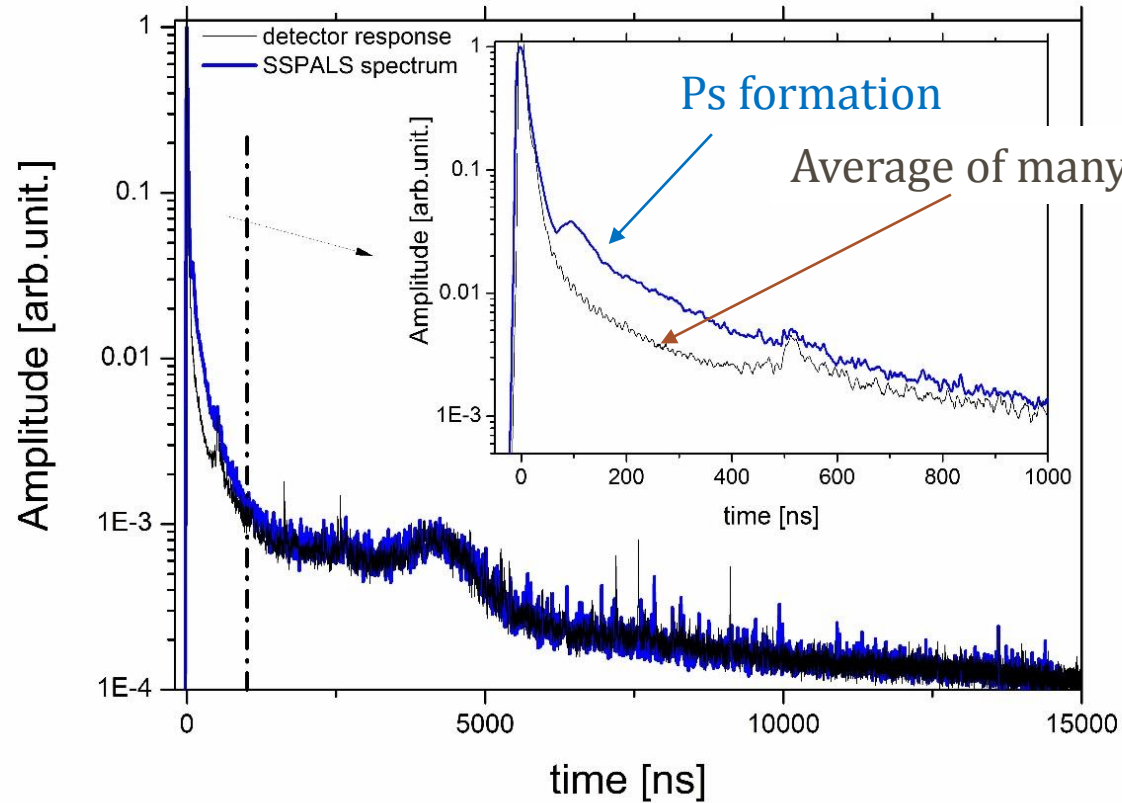 detector response
SSPALS spectrum
Ps formation
Average of many
Amplitude [arb.unit.]
1
0.1
0.01
1E-3
0
200
400
600
800
1000
time [ns]
Amplitude [arb.unit.]
1
0.1
0.01
1E-3
1E-4
0
5000
10000
15000
time [ns]